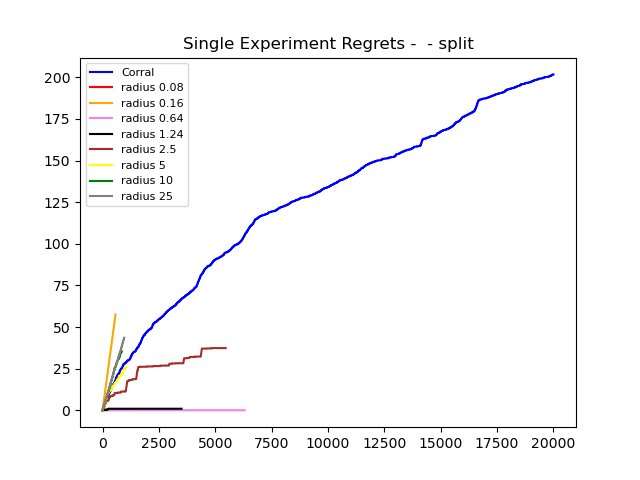 Single Experiment Regrets -  - split
Corral
radius 0.08
radius 0.16
radius 0.64
radius 1.24
radius 2.5
radius 5
radius 10
radius 25
200
175
150
125
100
75
50
25
0
0 2500 5000 7500 10000 12500 15000 17500 20000